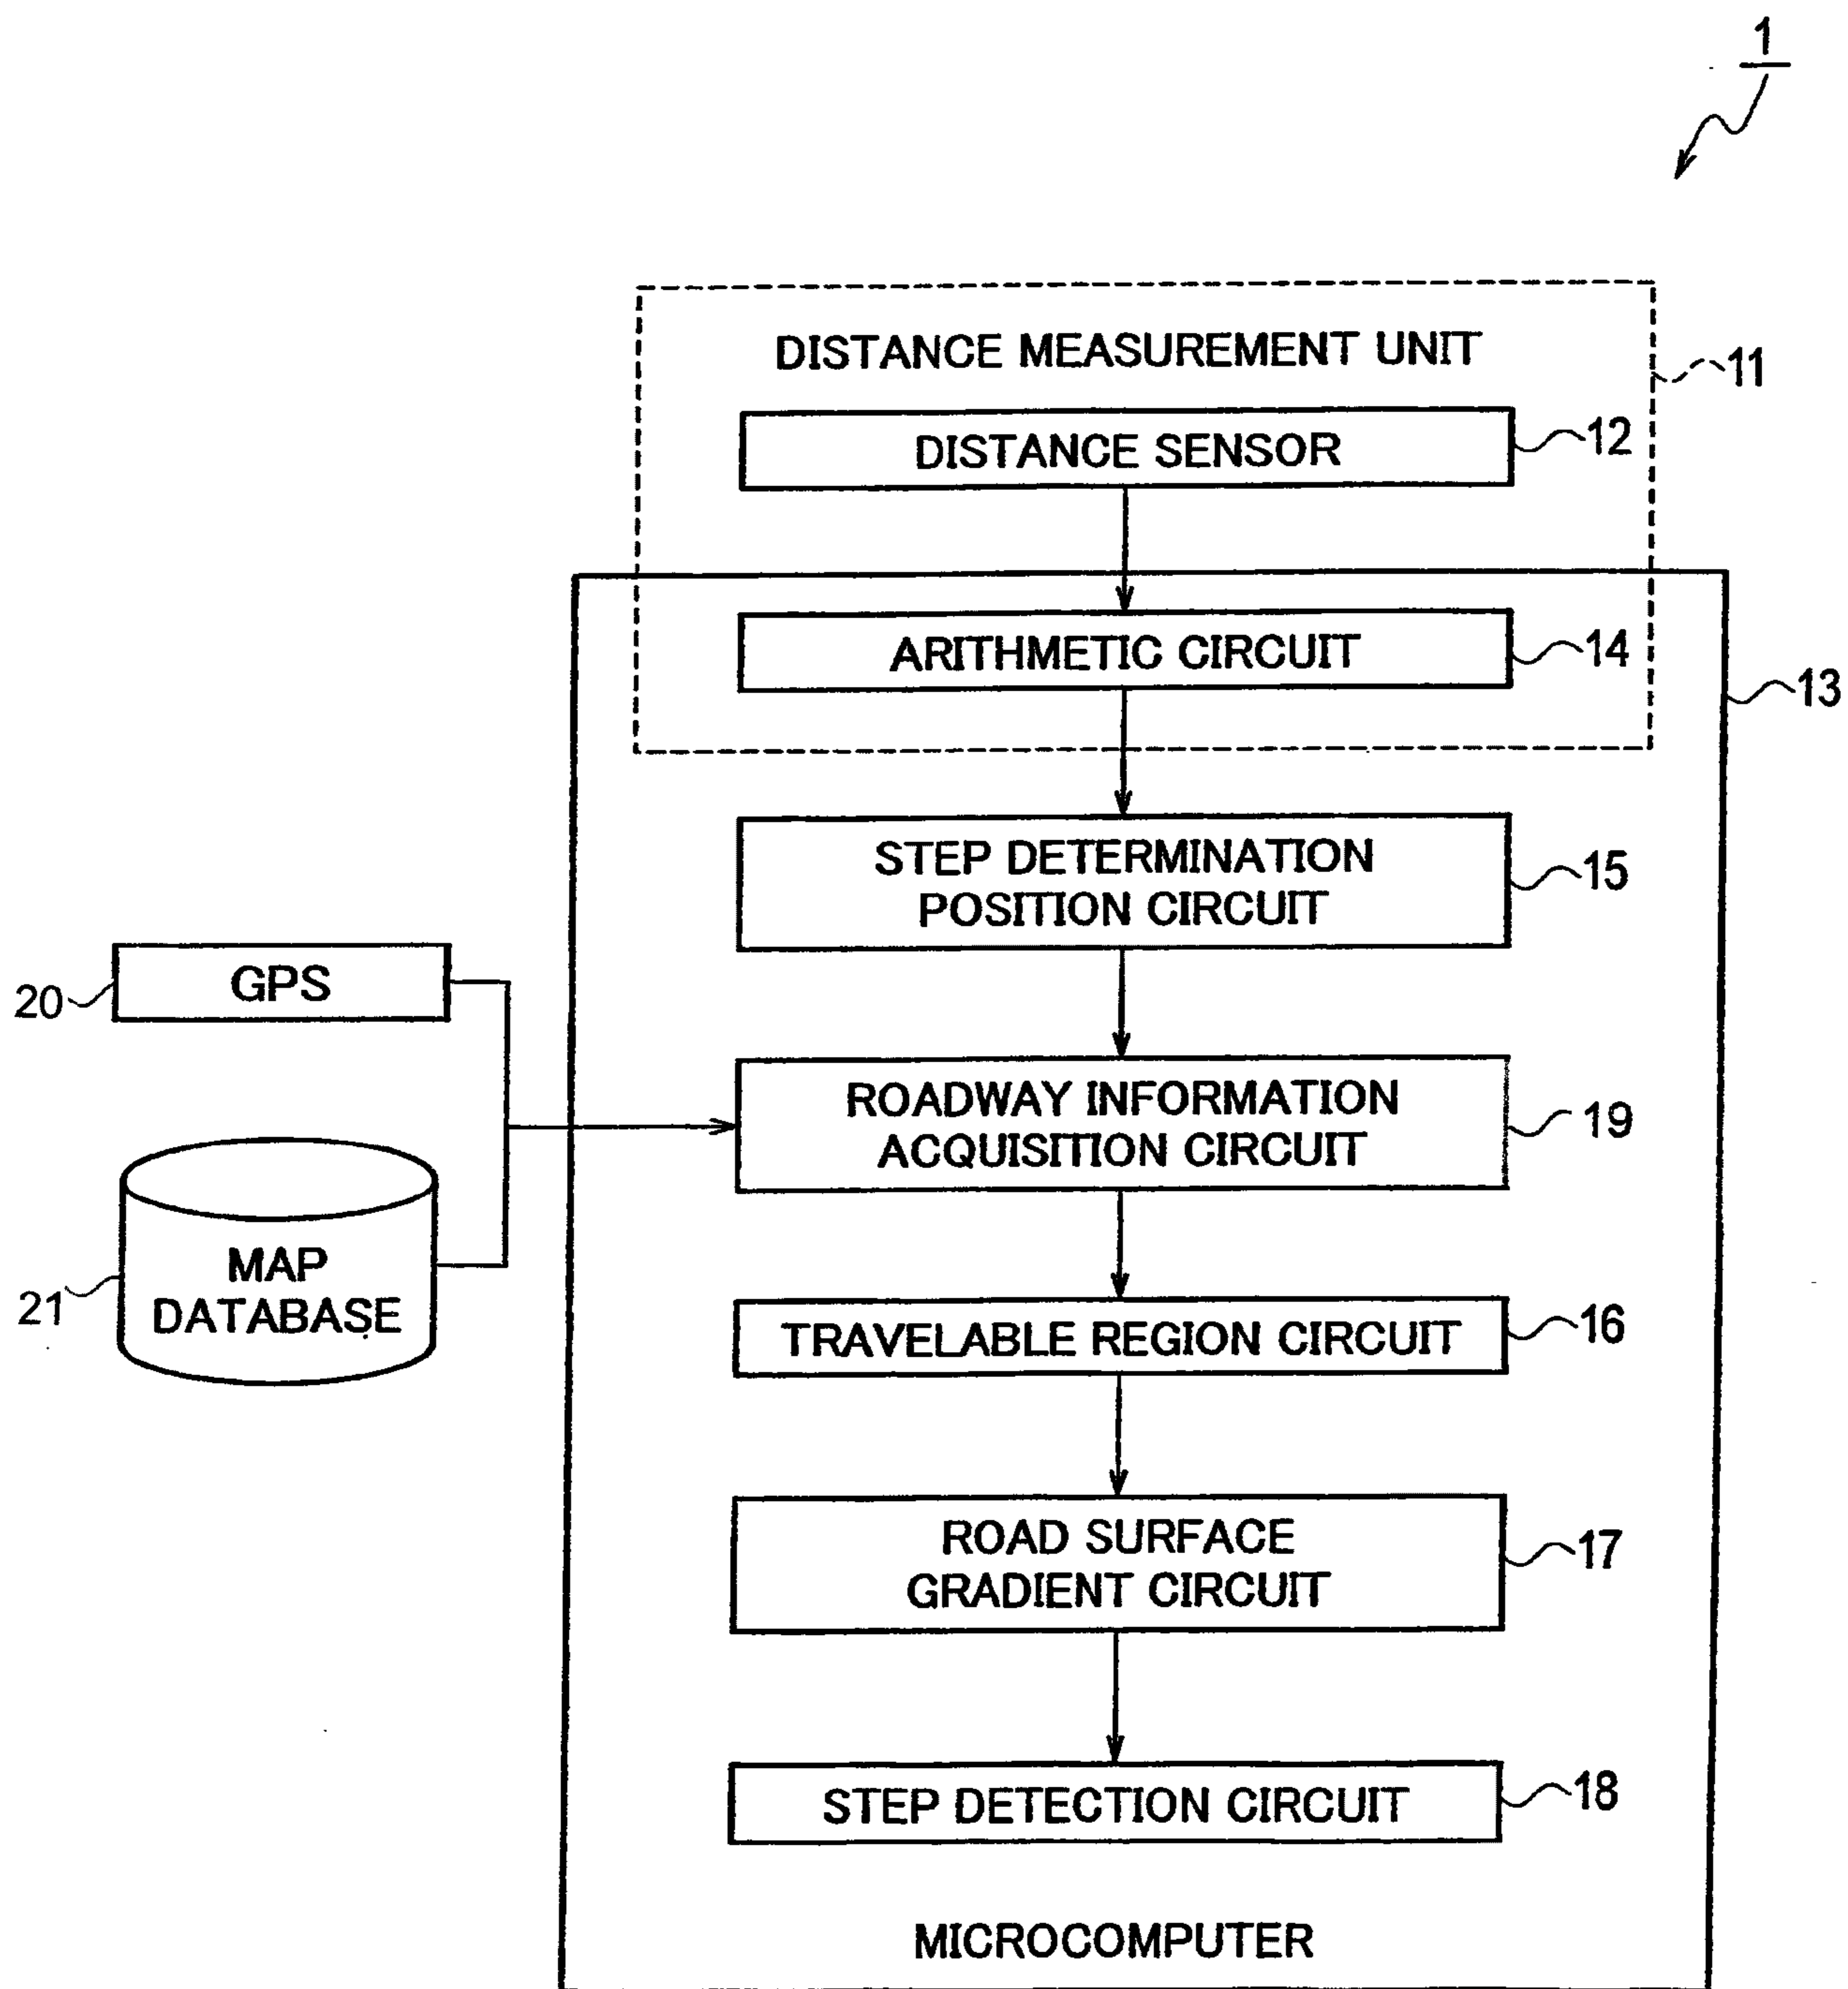 1
DISTANCE MEASUREMENT UNIT
11
DISTANCE SENSOR
12
ARITHMETIC CIRCUIT
14
13
STEP DETERMINATION
POSITION CIRCUIT
15
GPS
20
ROADWAY INFORMATION
ACQUISITION CIRCUIT
19
MAP
DATABASE
21
TRAVELABLE REGION CIRCUIT
16
ROAD SURFACE
GRADIENT CIRCUIT
17
STEP DETECTION CIRCUIT
18
MICROCOMPUTER